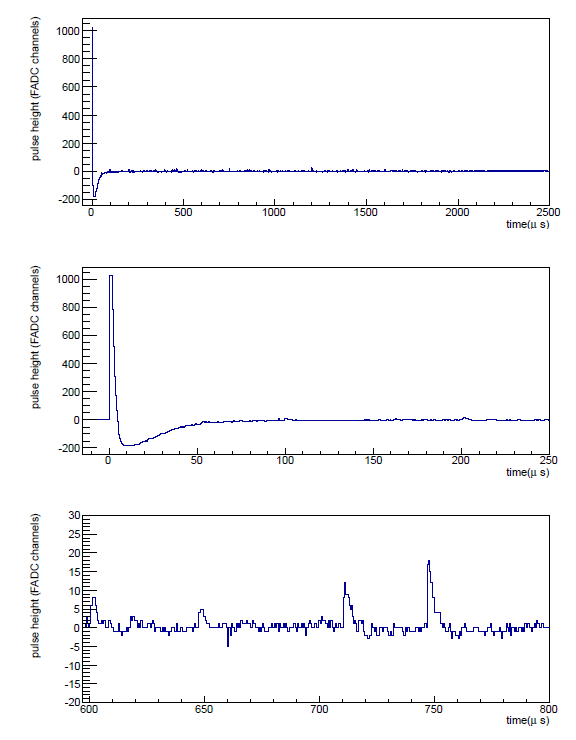 pulse height (FADC channels)
1000
800
600
400
200
0
-200
0 500 1000 1500 2000 2500
time(μ s)
pulse height (FADC channels)
1000
800
600
400
200
0
-200
0 50 100 150 200 250
time(μ s)
pulse height (FADC channels)
30
25
20
15
10
5
0
-5
-10
-15
-20
600 650 700 750 800
time(μ s)